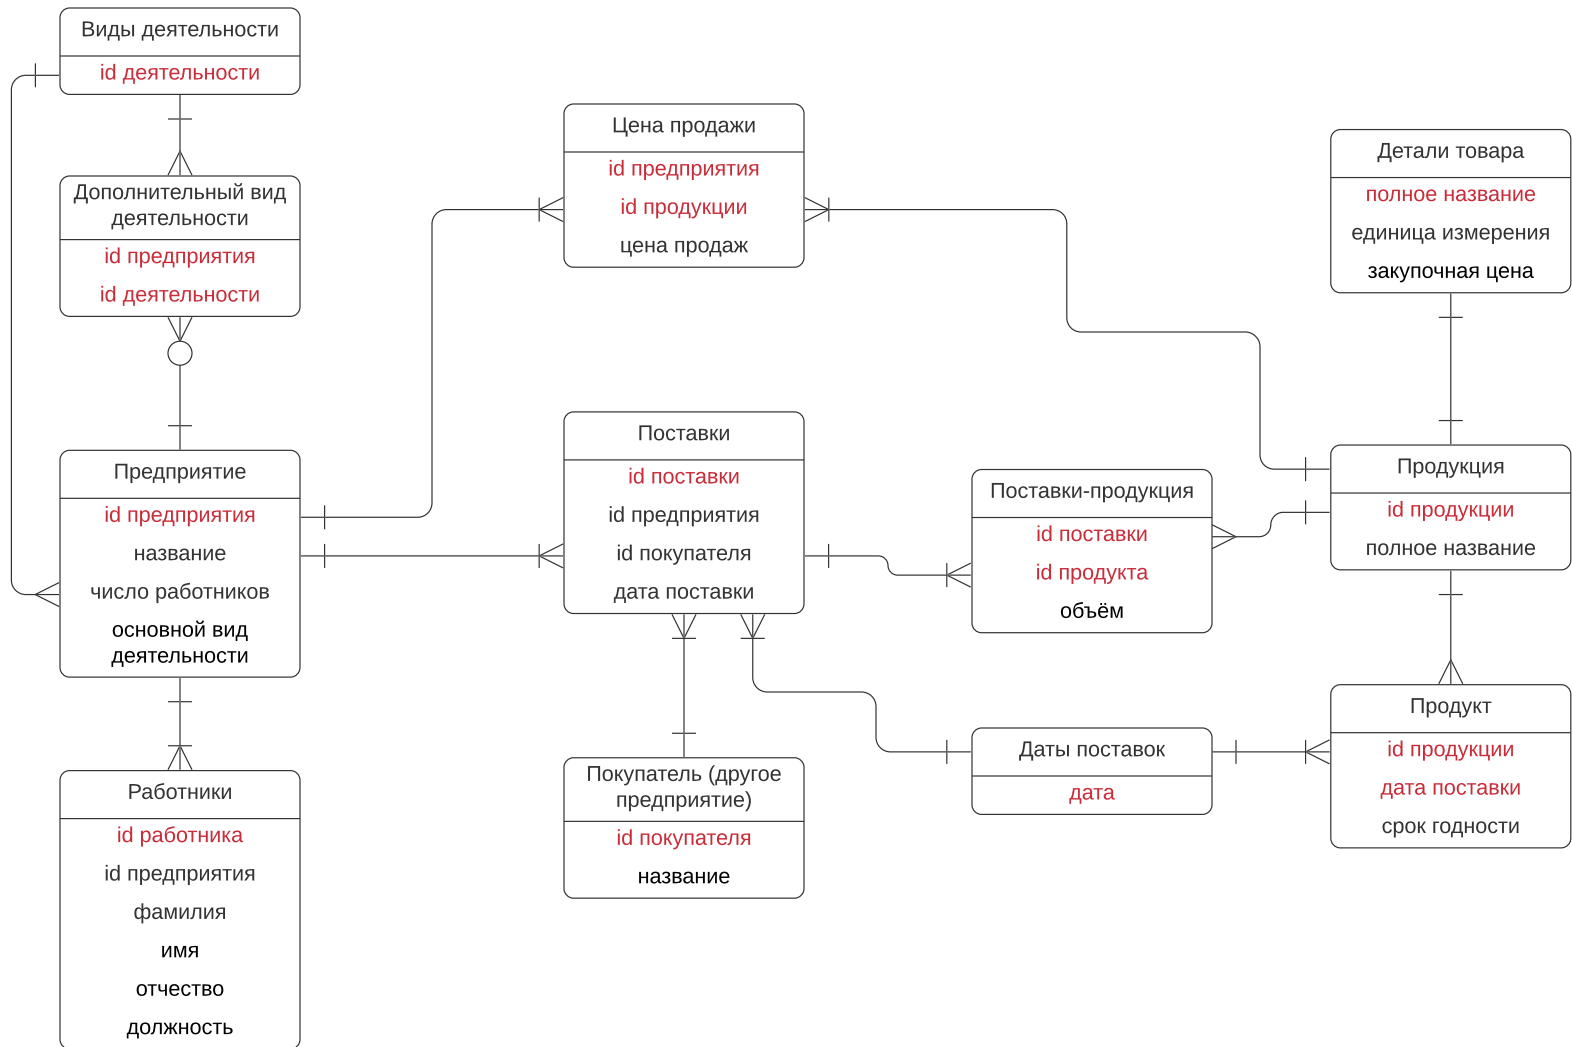 Виды деятельности
id деятельности
Дополнительный вид
деятельности
id предприятия
id деятельности
Предприятие
id предприятия
название
число работников
основной вид
деятельности
Работники
id работника
id предприятия
фамилия
имя
отчество
должность
Цена продажи
id предприятия
id продукции
цена продаж
Поставки
id поставки
id предприятия
id покупателя
дата поставки
Покупатель (другое
предприятие)
id покупателя
название
Поставки-продукция
id поставки
id продукта
объём
Даты поставок
дата
Детали товара
полное название
единица измерения
закупочная цена
Продукция
id продукции
полное название
Продукт
id продукции
дата поставки
срок годности